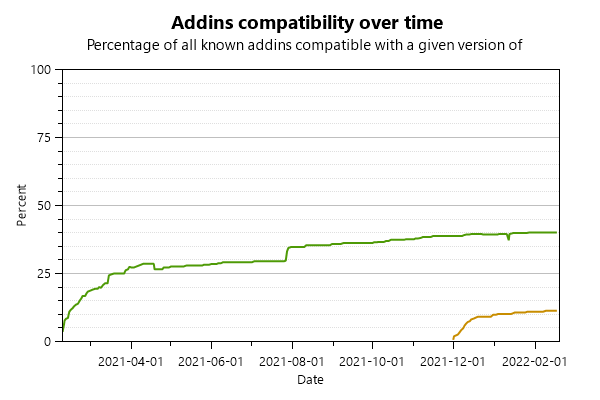 Addins compatibility over time
Percentage of all known addins compatible with a given version of
100
75
50
25
0
Percent
2021-04-01 2021-06-01 2021-08-01 2021-10-01 2021-12-01 2022-02-01
Date